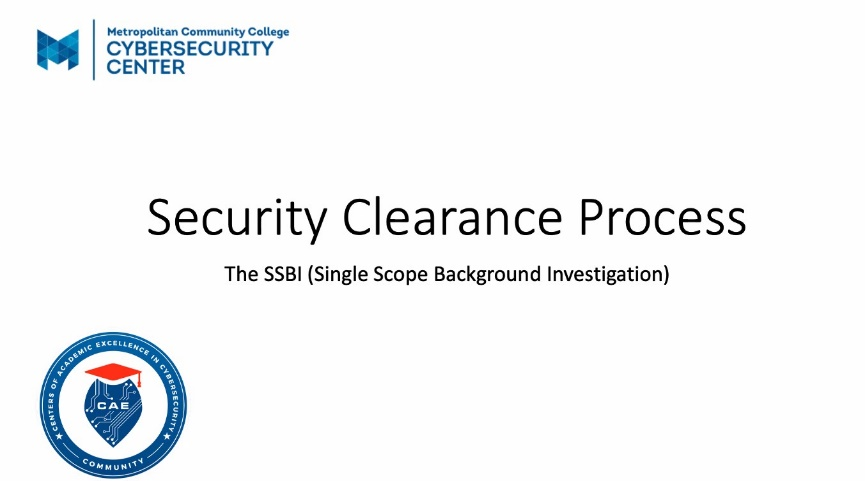 Metropolitan Community College
CYBERSECURITY
CENTER
Security Clearance Process
The SSBI (Single Scope Background Investigation)
CENTERS OF ACADEMIC EXCELLENCE IN CYBERSECURITY
CAE
COMMUNITY